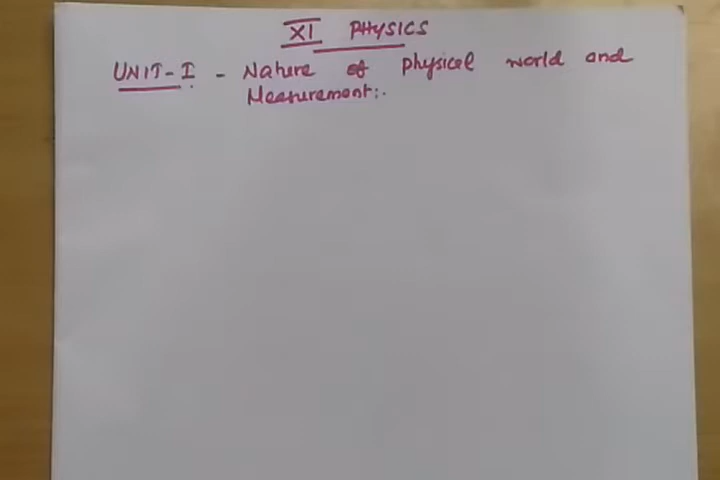 XI PHYSICS
UNIT-I - Nature of physical world and
Measurement:.